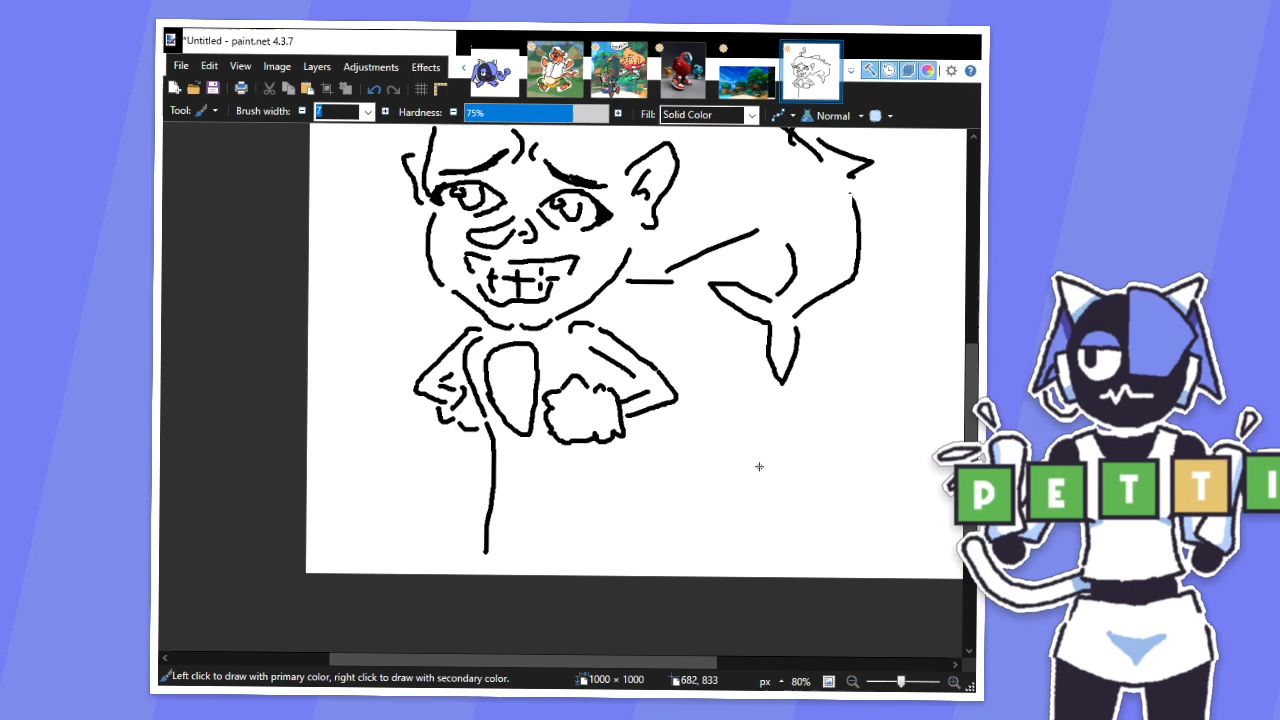 *Untitled - paint.net 4.3.7
File Edit View Image Layers Adjustments Effects
Tool: Brush width: 7 Hardness: 75% Fill: Solid Color Normal
PETTI
Left click to draw with primary color, right click to draw with secondary color. 1000 × 1000 682, 833 px 80%